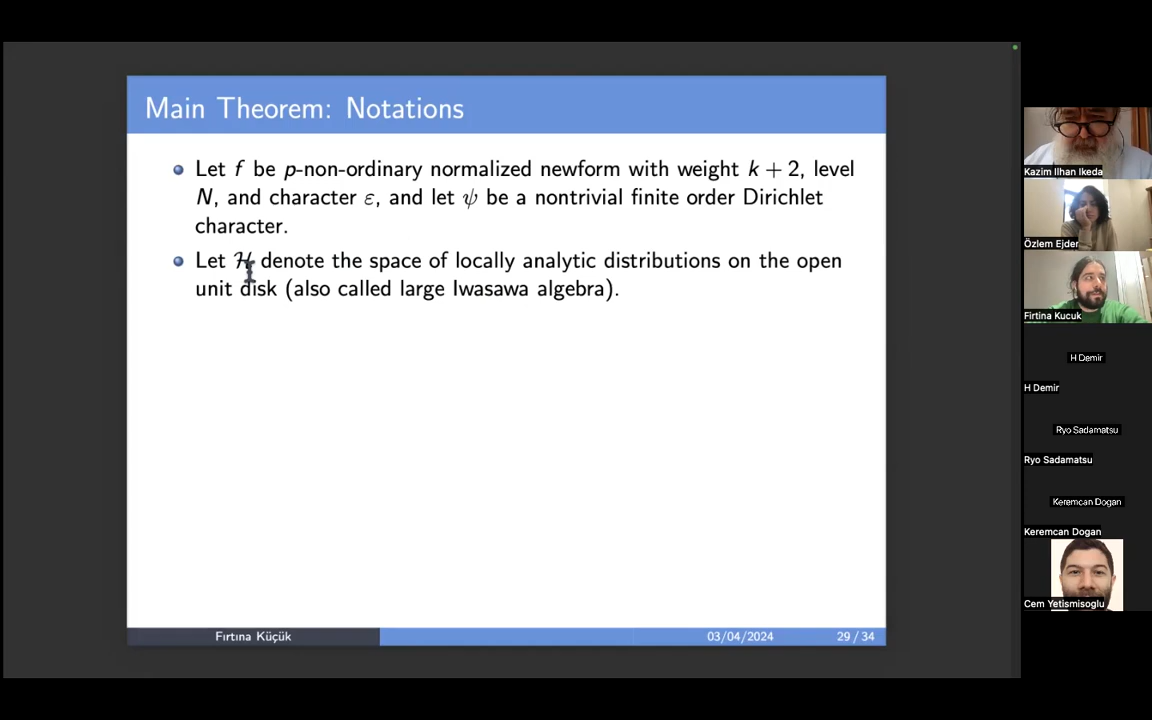 Main Theorem: Notations
Let f be p-non-ordinary normalized newform with weight k + 2, level
N, and character ε, and let ψ be a nontrivial finite order Dirichlet
character.
Let ℋ denote the space of locally analytic distributions on the open
unit disk (also called large Iwasawa algebra).
Fırtına Küçük
03/04/2024
29 / 34
Kazim Ilhan Ikeda
Özlem Ejder
Firtina Kucuk
H Demir
H Demir
Ryo Sadamatsu
Ryo Sadamatsu
Keremcan Dogan
Keremcan Dogan
Cem Yetismisoglu